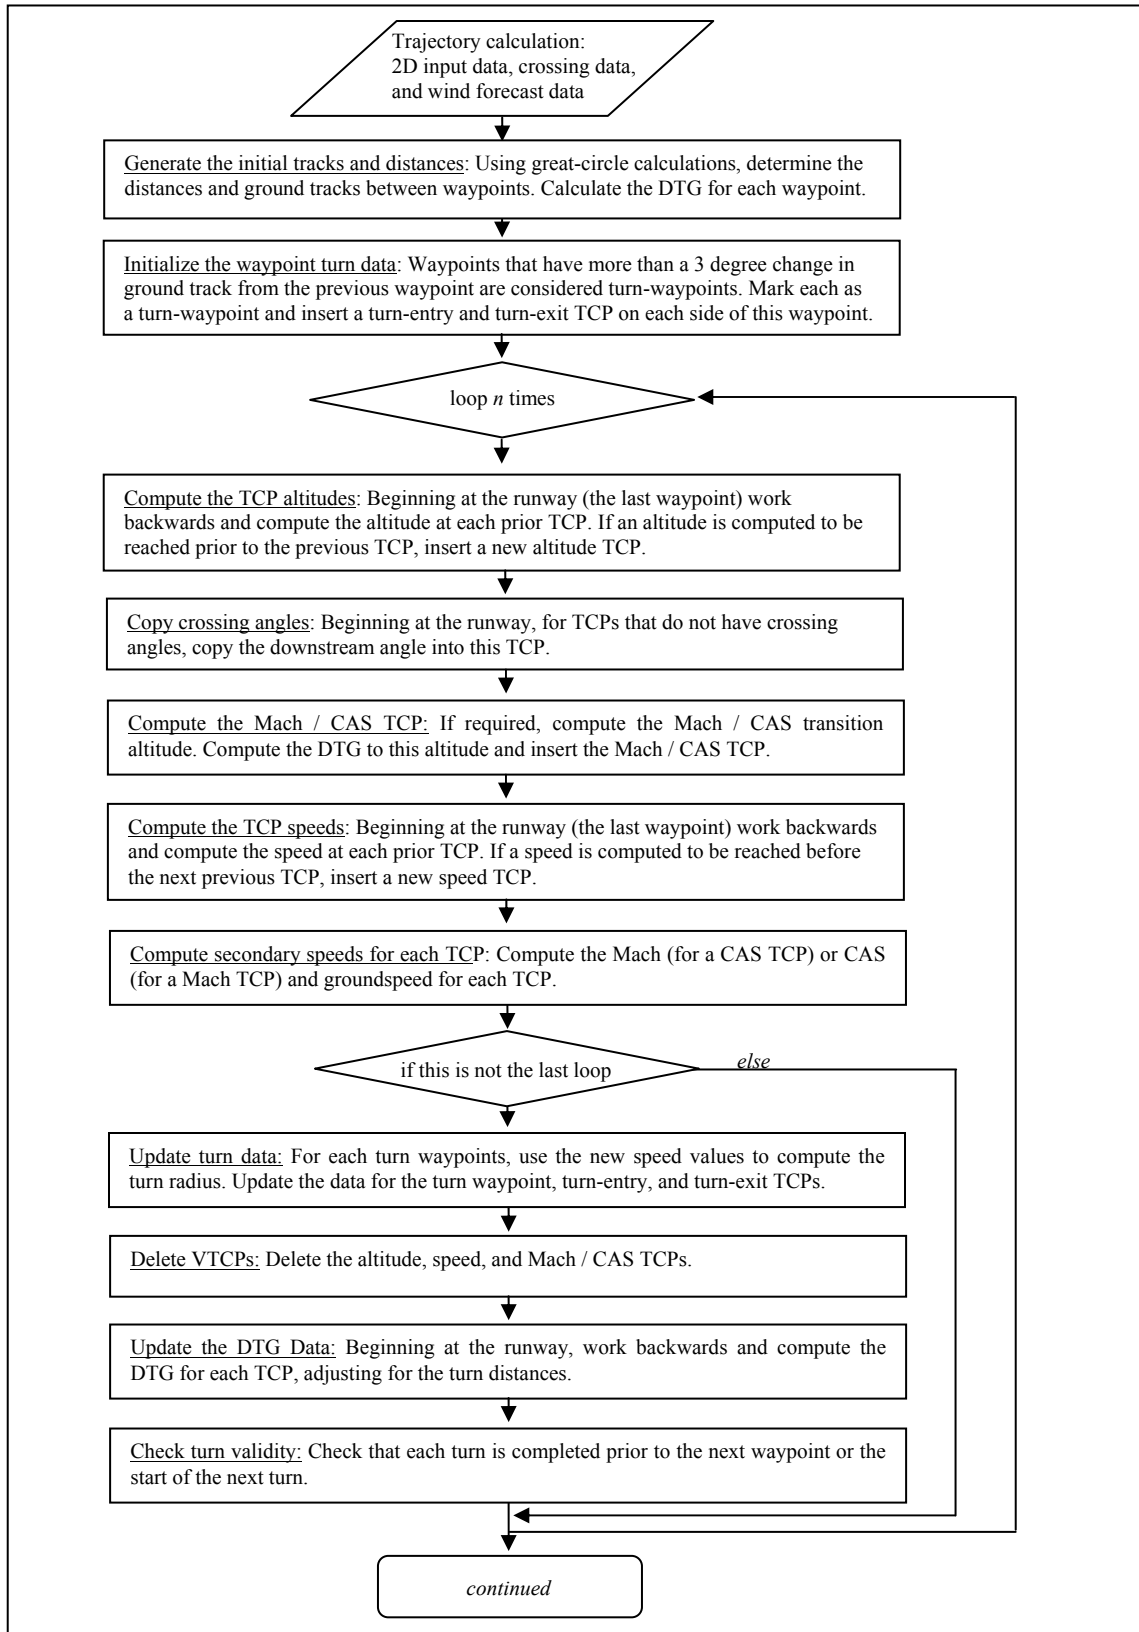 Trajectory calculation:
2D input data, crossing data,
and wind forecast data
Generate the initial tracks and distances: Using great-circle calculations, determine the
distances and ground tracks between waypoints. Calculate the DTG for each waypoint.
Initialize the waypoint turn data: Waypoints that have more than a 3 degree change in
ground track from the previous waypoint are considered turn-waypoints. Mark each as
a turn-waypoint and insert a turn-entry and turn-exit TCP on each side of this waypoint.
loop n times
Compute the TCP altitudes: Beginning at the runway (the last waypoint) work
backwards and compute the altitude at each prior TCP. If an altitude is computed to be
reached prior to the previous TCP, insert a new altitude TCP.
Copy crossing angles: Beginning at the runway, for TCPs that do not have crossing
angles, copy the downstream angle into this TCP.
Compute the Mach / CAS TCP: If required, compute the Mach / CAS transition
altitude. Compute the DTG to this altitude and insert the Mach / CAS TCP.
Compute the TCP speeds: Beginning at the runway (the last waypoint) work backwards
and compute the speed at each prior TCP. If a speed is computed to be reached before
the next previous TCP, insert a new speed TCP.
Compute secondary speeds for each TCP: Compute the Mach (for a CAS TCP) or CAS
(for a Mach TCP) and groundspeed for each TCP.
if this is not the last loop
else
Update turn data: For each turn waypoints, use the new speed values to compute the
turn radius. Update the data for the turn waypoint, turn-entry, and turn-exit TCPs.
Delete VTCPs: Delete the altitude, speed, and Mach / CAS TCPs.
Update the DTG Data: Beginning at the runway, work backwards and compute the
DTG for each TCP, adjusting for the turn distances.
Check turn validity: Check that each turn is completed prior to the next waypoint or the
start of the next turn.
continued